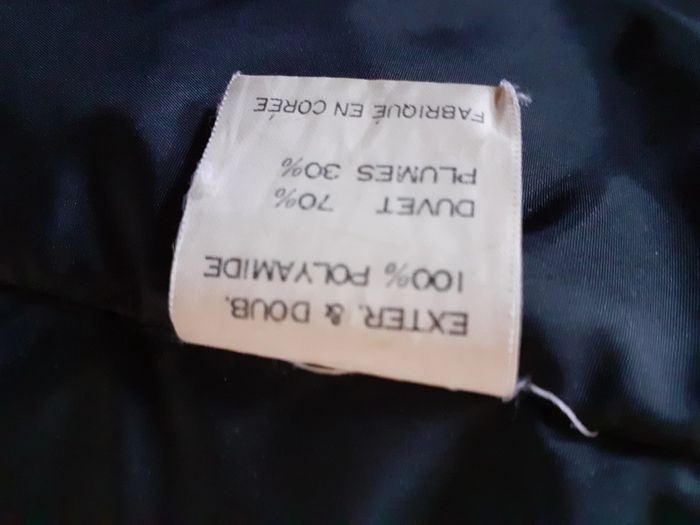 EXTER. & DOUB.
100% POLYAMIDE
DUVET 70%
PLUMES 30%
FABRIQUÉ EN CORÉE